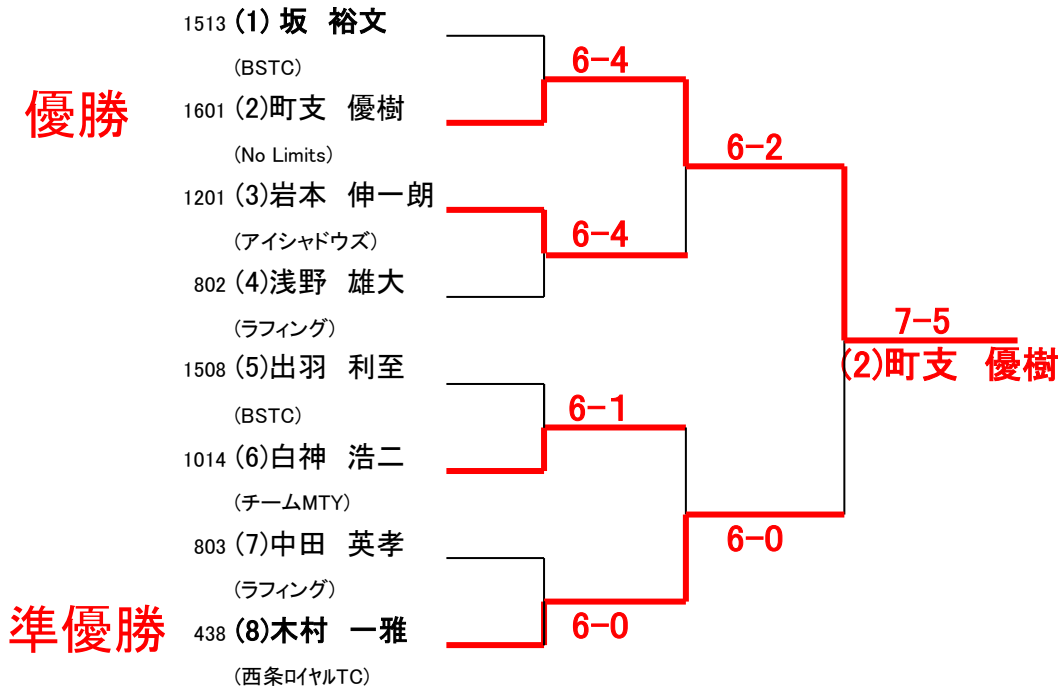 1513 (1) 坂　裕文
(BSTC)
6-4
優勝
1601 (2)町支　優樹
(No Limits)
6-2
1201 (3)岩本　伸一朗
(アイシャドウズ)
6-4
802 (4)浅野　雄大
(ラフィング)
7-5
(2)町支　優樹
1508 (5)出羽　利至
(BSTC)
6-1
1014 (6)白神　浩二
(チームMTY)
6-0
803 (7)中田　英孝
(ラフィング)
6-0
準優勝
438 (8)木村　一雅
(西条ロイヤルTC)